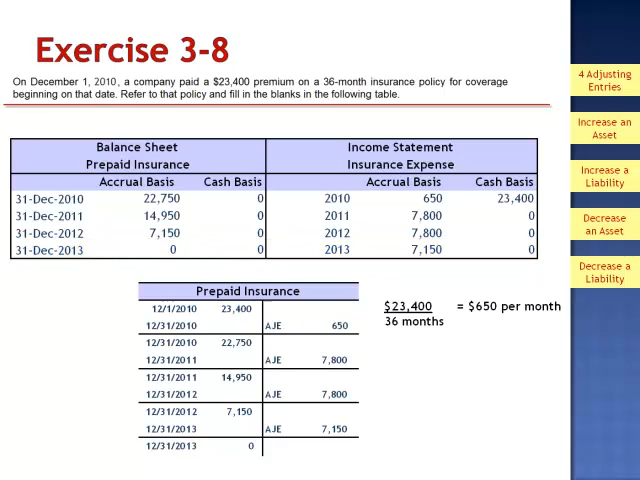 Exercise 3-8
On December 1, 2010, a company paid a $23,400 premium on a 36-month insurance policy for coverage
beginning on that date. Refer to that policy and fill in the blanks in the following table.
Balance Sheet Income Statement
Prepaid Insurance Insurance Expense
Accrual Basis Cash Basis Accrual Basis Cash Basis
31-Dec-2010 22,750 0 2010 650 23,400
31-Dec-2011 14,950 0 2011 7,800 0
31-Dec-2012 7,150 0 2012 7,800 0
31-Dec-2013 0 0 2013 7,150 0
Prepaid Insurance
12/1/2010 23,400
12/31/2010 AJE 650
12/31/2010 22,750
12/31/2011 AJE 7,800
12/31/2011 14,950
12/31/2012 AJE 7,800
12/31/2012 7,150
12/31/2013 AJE 7,150
12/31/2013 0
$23,400 = $650 per month
36 months
4 Adjusting
Entries
Increase an
Asset
Increase a
Liability
Decrease
an Asset
Decrease a
Liability